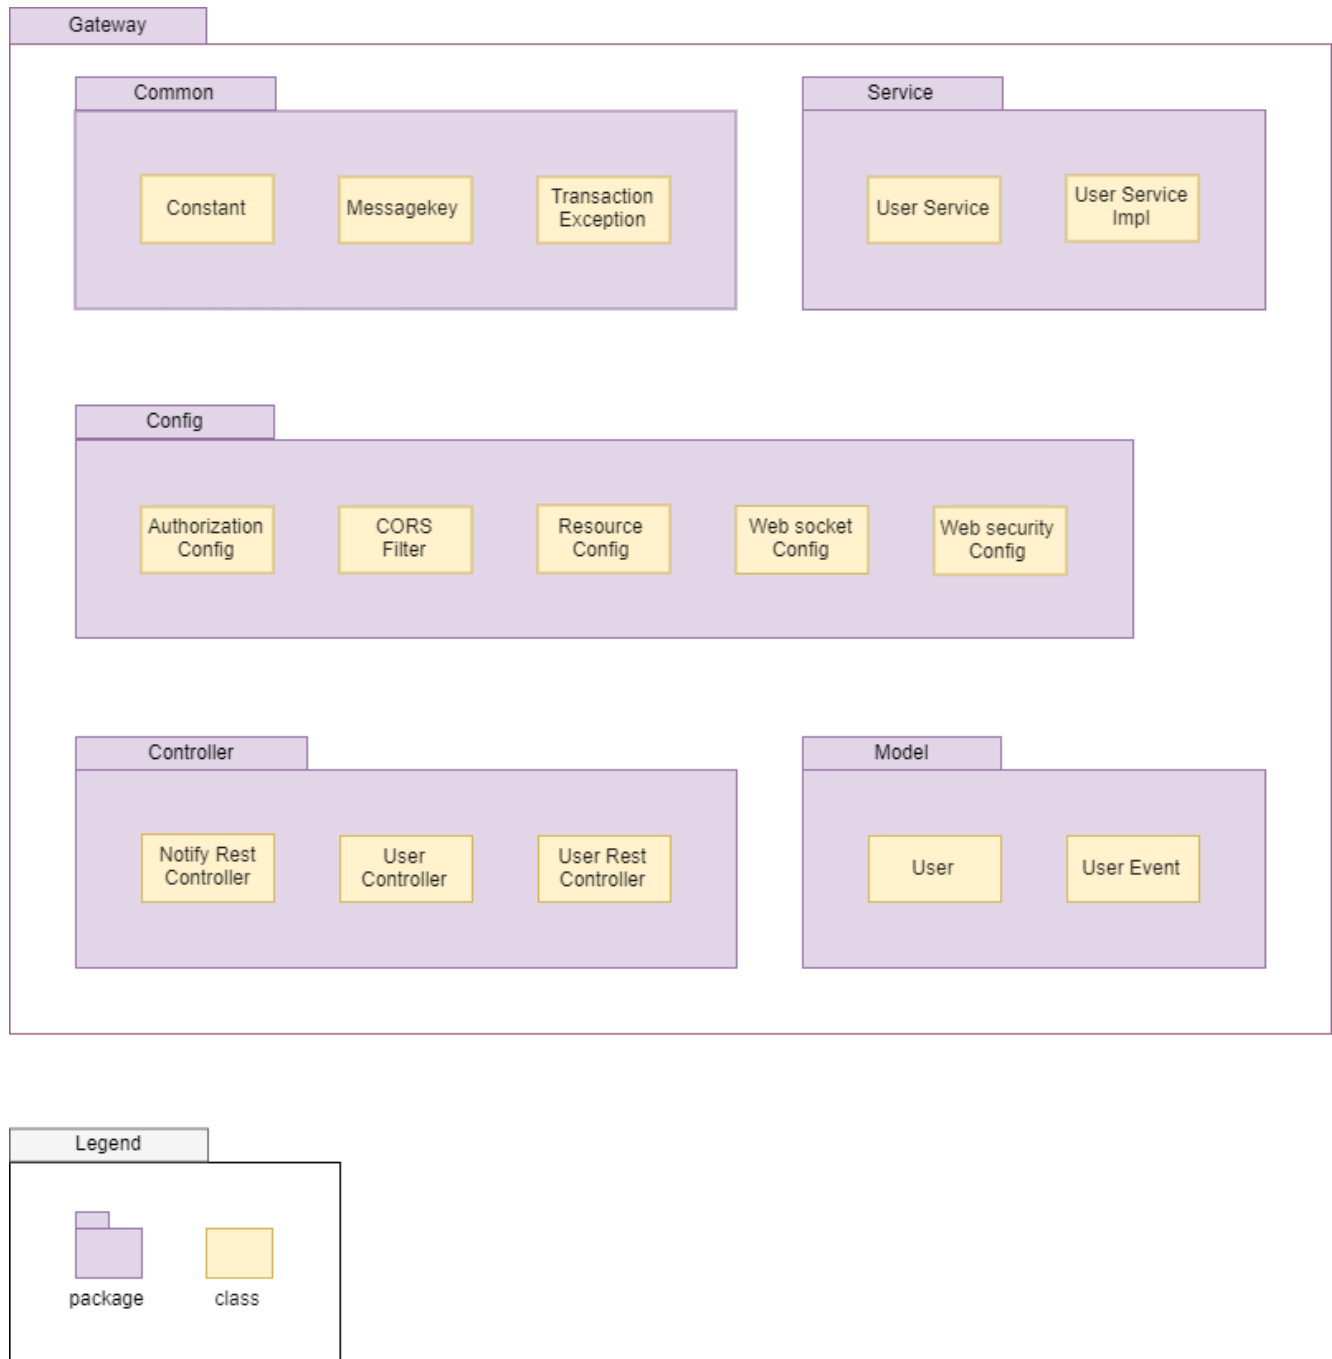 Gateway
Common
Constant
Messagekey
Transaction
Exception
Service
User Service
User Service
Impl
Config
Authorization
Config
CORS
Filter
Resource
Config
Web socket
Config
Web security
Config
Controller
Notify Rest
Controller
User
Controller
User Rest
Controller
Model
User
User Event
Legend
package
class